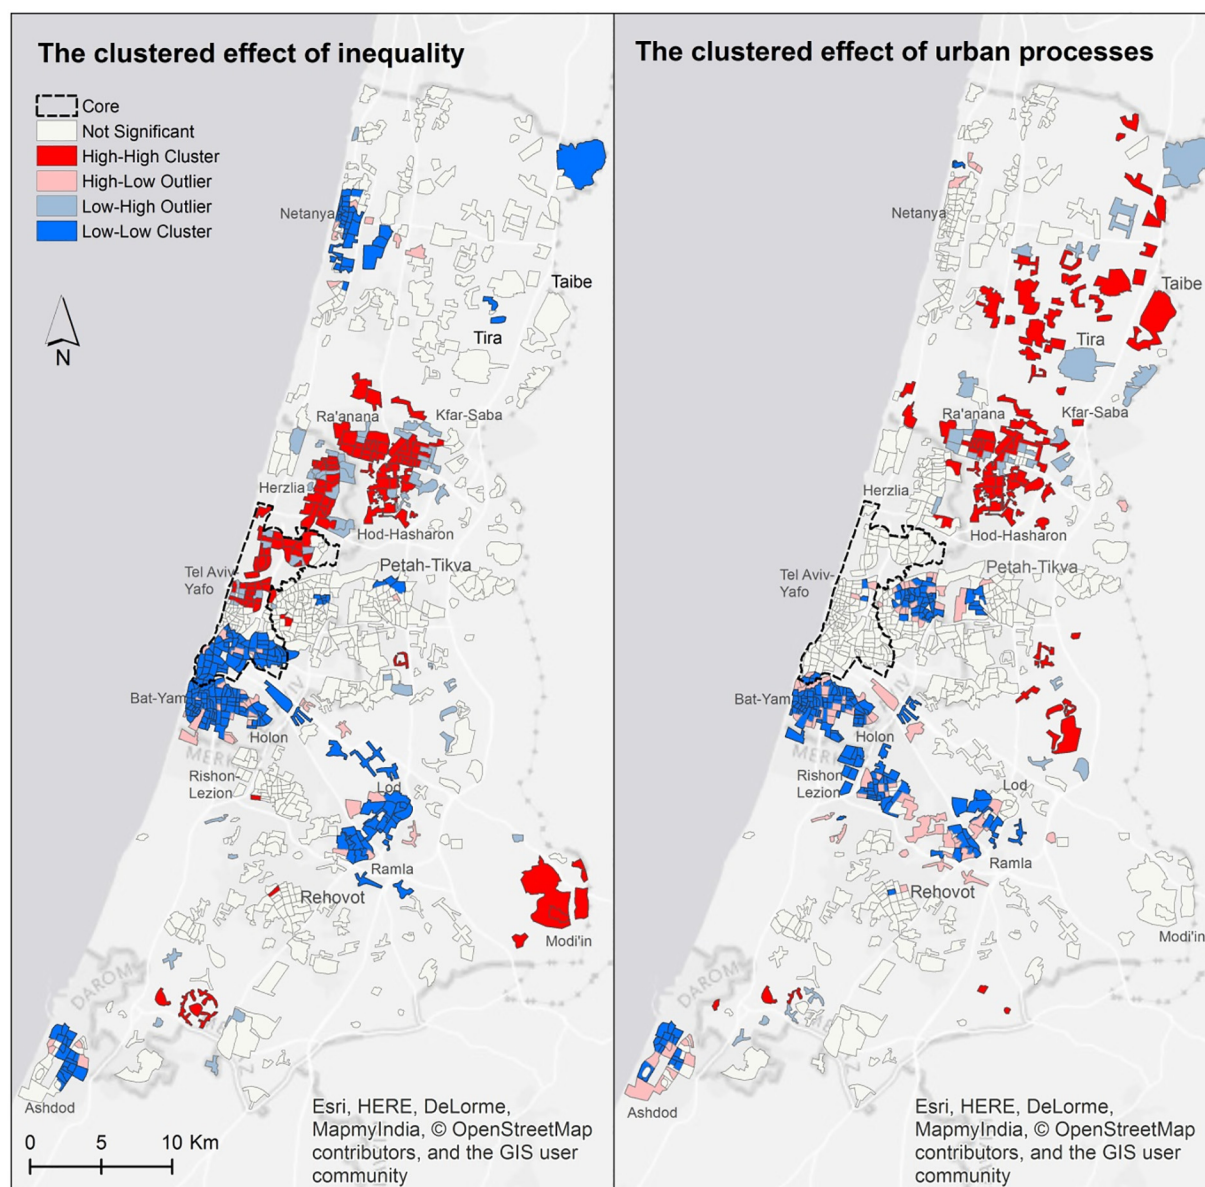 The clustered effect of inequality
Core
Not Significant
High-High Cluster
High-Low Outlier
Low-High Outlier
Low-Low Cluster
N
Netanya
Taibe
Tira
Ra'anana
Kfar-Saba
Herzlia
Hod-Hasharon
Tel Aviv-
Yafo
Petah-Tikva
Bat-Yam
Holon
Rishon-
Lezion
Lod
Ramla
Rehovot
Modi'in
DAROM
Ashdod
0 5 10 Km
Esri, HERE, DeLorme,
MapmyIndia, © OpenStreetMap
contributors, and the GIS user
community
The clustered effect of urban processes
Netanya
Taibe
Tira
Ra'anana
Kfar-Saba
Herzlia
Hod-Hasharon
Tel Aviv-
Yafo
Petah-Tikva
Bat-Yam
Holon
Rishon-
Lezion
Lod
Ramla
Rehovot
Modi'in
DAROM
Ashdod
Esri, HERE, DeLorme,
MapmyIndia, © OpenStreetMap
contributors, and the GIS user
community